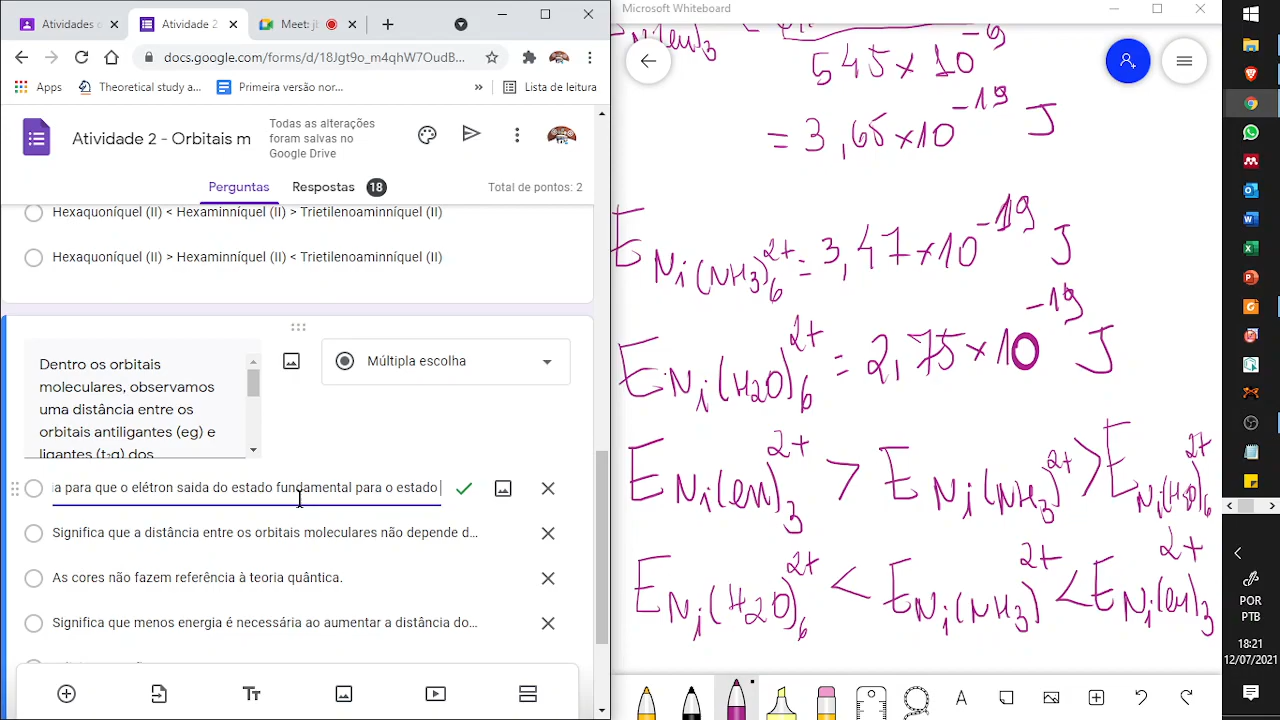 Atividades d
Atividade 2
Meet:
Microsoft Whiteboard
docs.google.com/forms/d/18Jgt9o_m4qhW7LTudB...
Apps
Theoretical study a...
Primeira versão nor...
Lista de leitura
Atividade 2 - Orbitais m
Todas as alterações
foram salvas no
Google Drive
Perguntas
Respostas 18
Total de pontos: 2
Hexaquoníquel (II) < Hexaminníquel (II) > Trietilenoaminníquel (II)
Hexaquoníquel (II) > Hexaminníquel (II) < Trietilenoaminníquel (II)
Dentro os orbitais
moleculares, observamos
uma distância entre os
orbitais antiligantes (eg) e
ligantes (t2g) dos
Múltipla escolha
ia para que o elétron saida do estado fundamental para o estado
Significa que a distância entre os orbitais moleculares não depende d...
As cores não fazem referência à teoria quântica.
Significa que menos energia é necessária ao aumentar a distância do...
545 × 10⁻⁹
= 3,65×10⁻¹⁹ J
E Ni(NH3)6 2+ = 3,47×10⁻¹⁹ J
E Ni(H2O)6 2+ = 2,75×10⁻¹⁹ J
E Ni(en)3 2+ > E Ni(NH3)6 2+ > E Ni(H2O)6 2+
E Ni(H2O)6 2+ < E Ni(NH3)6 2+ < E Ni(en)3 2+
POR
PTB
18:21
12/07/2021